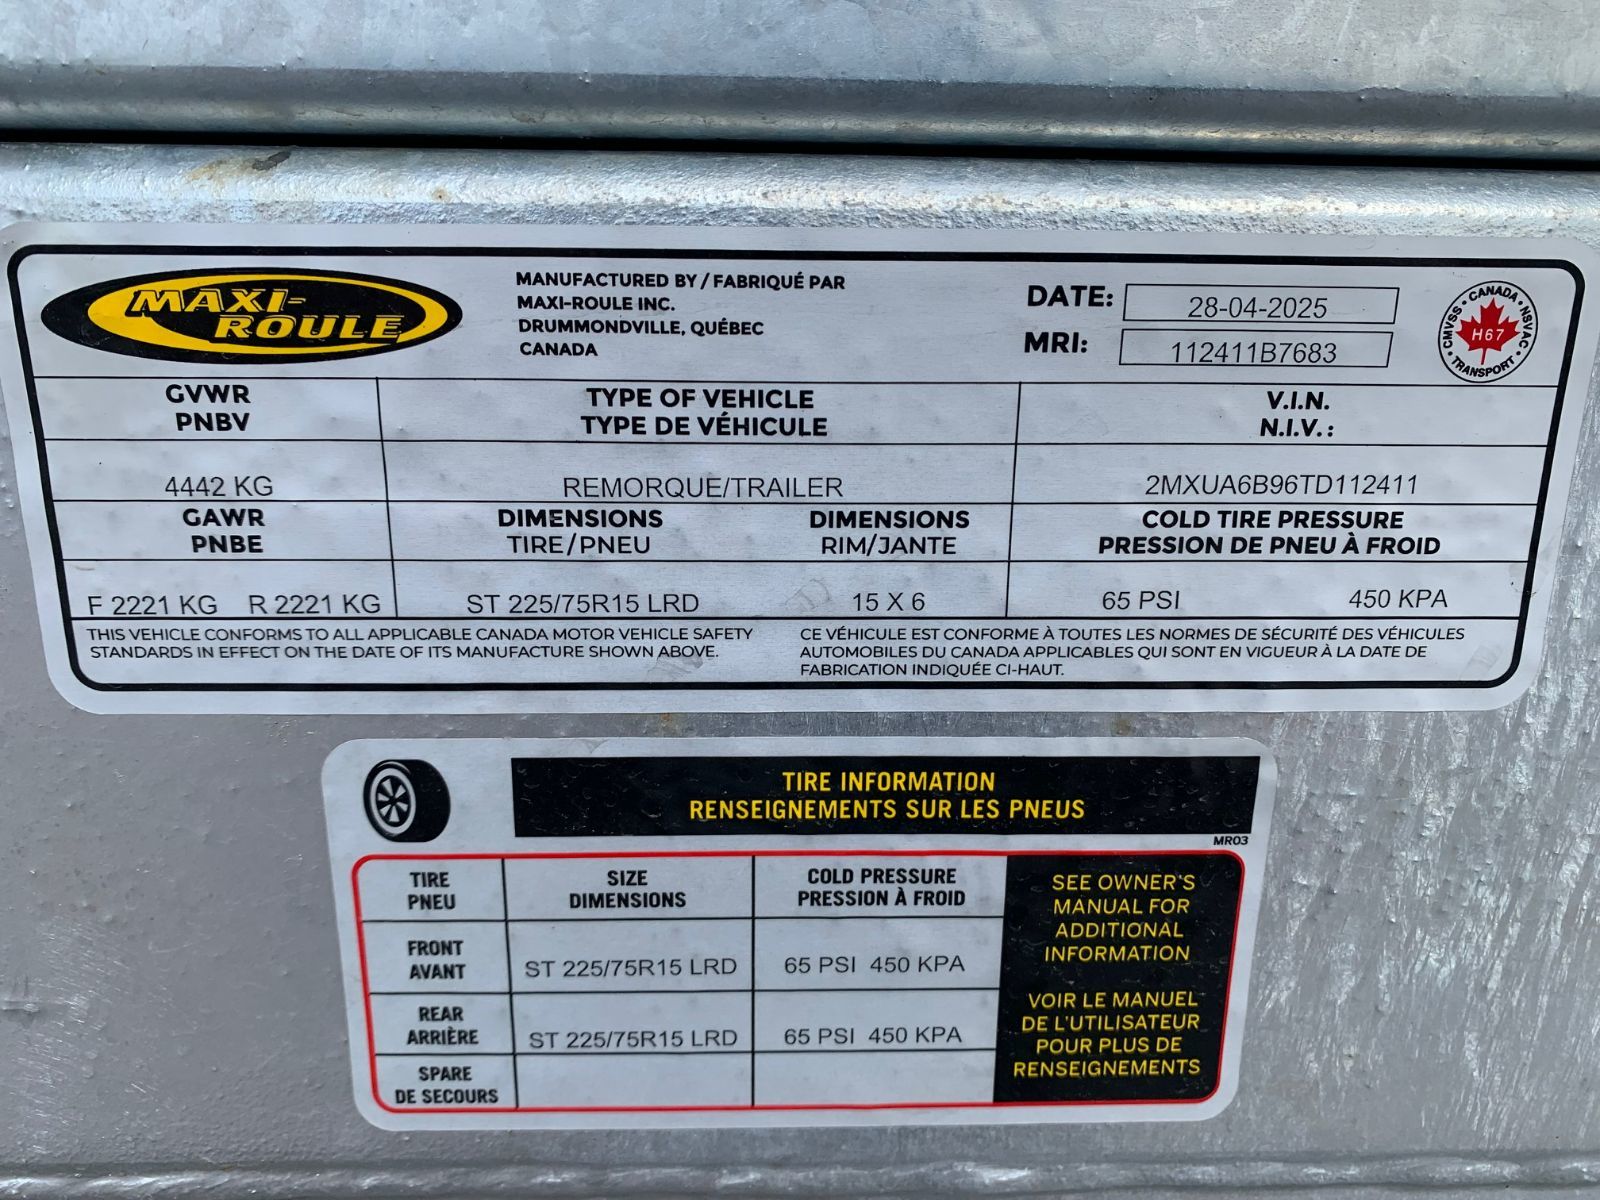 MAXI-
ROULE
MANUFACTURED BY / FABRIQUÉ PAR
MAXI-ROULE INC.
DRUMMONDVILLE, QUÉBEC
CANADA
DATE: 28-04-2025
MRI: 112411B7683
CANADA • NSVAC • TRANSPORT • CMVSS •
H67
GVWR
PNBV
TYPE OF VEHICLE
TYPE DE VÉHICULE
V.I.N.
N.I.V. :
4442 KG REMORQUE/TRAILER 2MXUA6B96TD112411
GAWR
PNBE
DIMENSIONS
TIRE/PNEU
DIMENSIONS
RIM/JANTE
COLD TIRE PRESSURE
PRESSION DE PNEU À FROID
F 2221 KG R 2221 KG ST 225/75R15 LRD 15 X 6 65 PSI 450 KPA
THIS VEHICLE CONFORMS TO ALL APPLICABLE CANADA MOTOR VEHICLE SAFETY
STANDARDS IN EFFECT ON THE DATE OF ITS MANUFACTURE SHOWN ABOVE.
CE VÉHICULE EST CONFORME À TOUTES LES NORMES DE SÉCURITÉ DES VÉHICULES
AUTOMOBILES DU CANADA APPLICABLES QUI SONT EN VIGUEUR À LA DATE DE
FABRICATION INDIQUÉE CI-HAUT.
TIRE INFORMATION
RENSEIGNEMENTS SUR LES PNEUS
MR03
TIRE
PNEU
SIZE
DIMENSIONS
COLD PRESSURE
PRESSION À FROID
FRONT
AVANT
ST 225/75R15 LRD 65 PSI 450 KPA
REAR
ARRIÈRE
ST 225/75R15 LRD 65 PSI 450 KPA
SPARE
DE SECOURS
SEE OWNER'S
MANUAL FOR
ADDITIONAL
INFORMATION
VOIR LE MANUEL
DE L'UTILISATEUR
POUR PLUS DE
RENSEIGNEMENTS